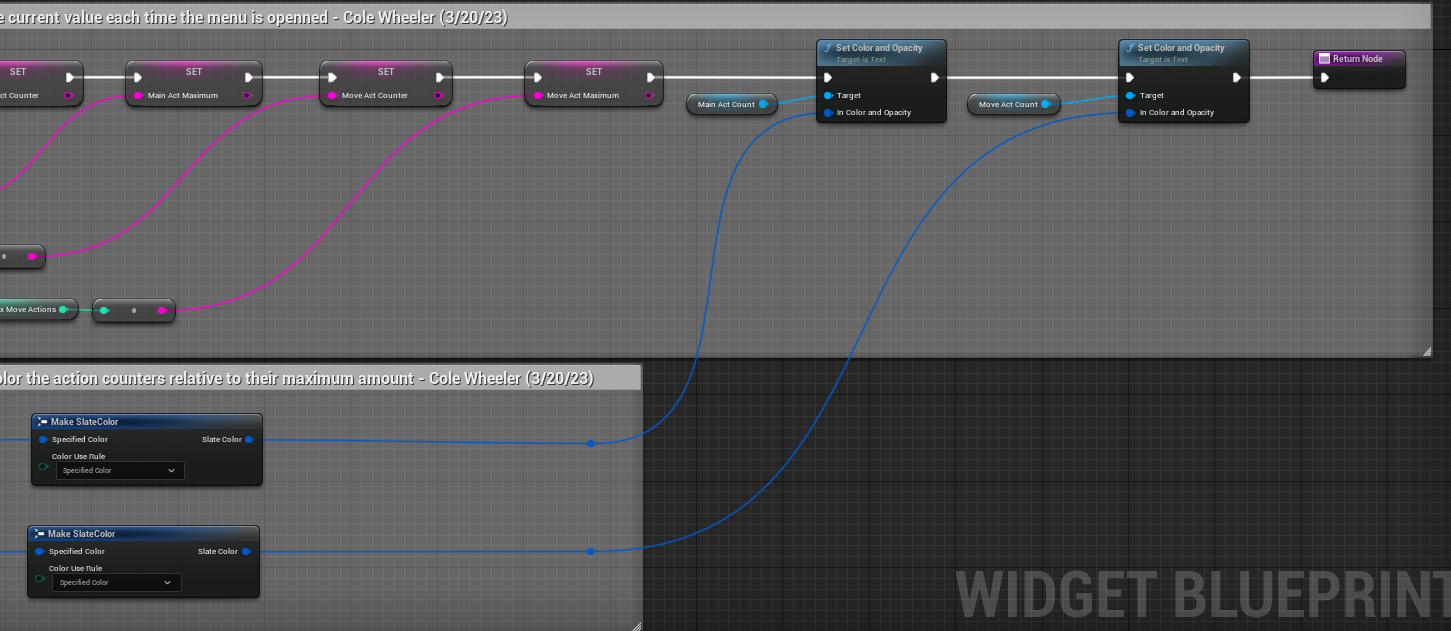 e current value each time the menu is openned - Cole Wheeler (3/20/23)
SET
SET
SET
SET
ct Counter
Main Act Maximum
Move Act Counter
Move Act Maximum
Main Act Count
Set Color and Opacity
Target is Text
Target
In Color and Opacity
Move Act Count
Set Color and Opacity
Target is Text
Target
In Color and Opacity
Return Node
x Move Actions
olor the action counters relative to their maximum amount - Cole Wheeler (3/20/23)
Make SlateColor
Specified Color
Slate Color
Color Use Rule
Specified Color
Make SlateColor
Specified Color
Slate Color
Color Use Rule
Specified Color
WIDGET BLUEPRINT